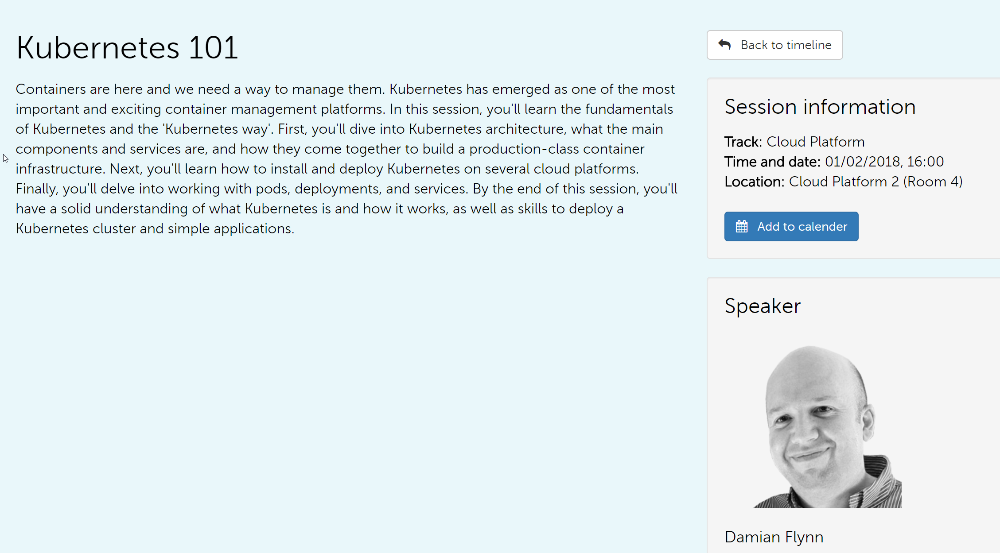 Kubernetes 101
Containers are here and we need a way to manage them. Kubernetes has emerged as one of the most
important and exciting container management platforms. In this session, you'll learn the fundamentals
of Kubernetes and the 'Kubernetes way'. First, you'll dive into Kubernetes architecture, what the main
components and services are, and how they come together to build a production-class container
infrastructure. Next, you'll learn how to install and deploy Kubernetes on several cloud platforms.
Finally, you'll delve into working with pods, deployments, and services. By the end of this session, you'll
have a solid understanding of what Kubernetes is and how it works, as well as skills to deploy a
Kubernetes cluster and simple applications.
Back to timeline
Session information
Track: Cloud Platform
Time and date: 01/02/2018, 16:00
Location: Cloud Platform 2 (Room 4)
Add to calender
Speaker
Damian Flynn